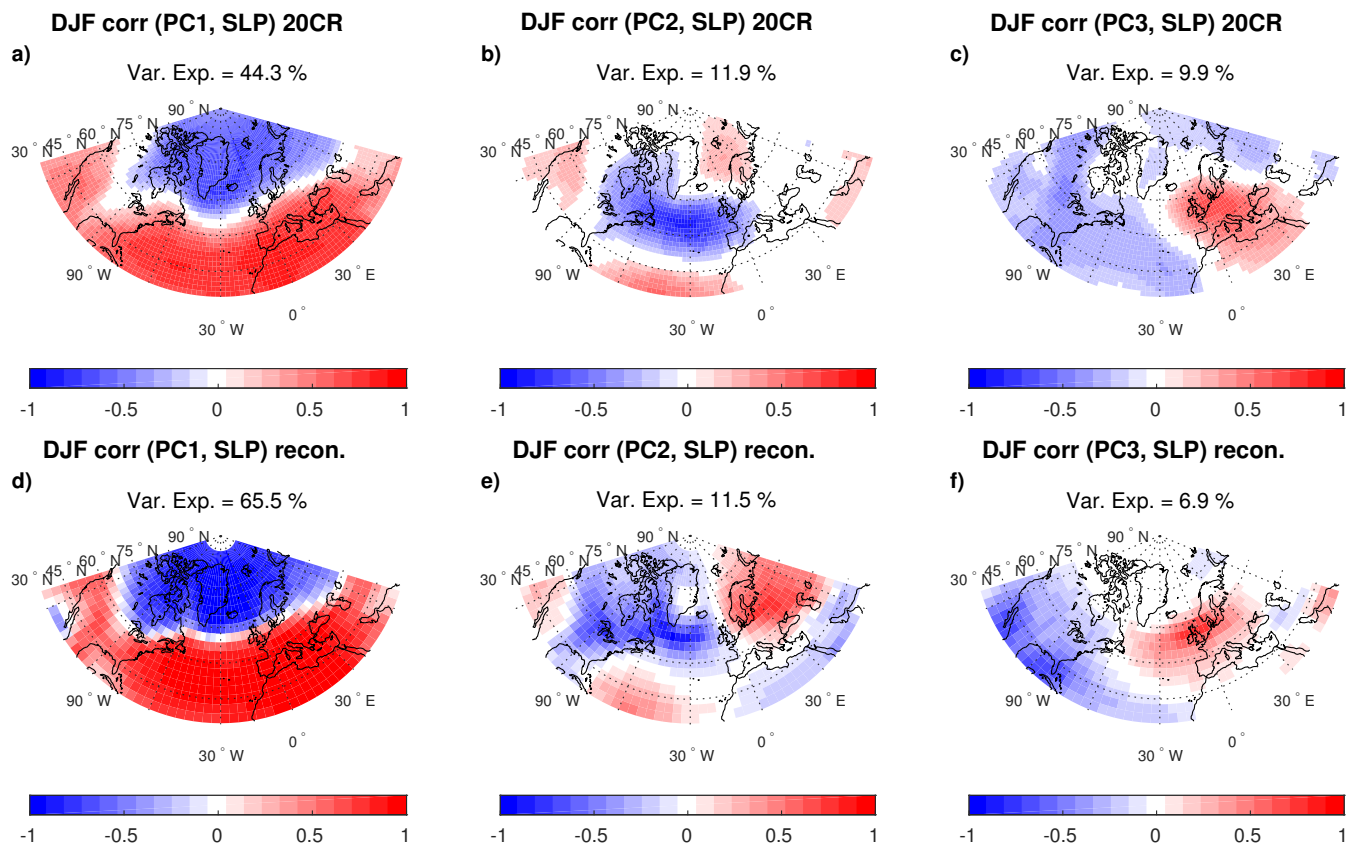 DJF corr (PC1, SLP) 20CR
a)
Var. Exp. = 44.3 %
90 ° N
75 ° N
60 ° N
45 ° N
30 ° N
90 ° W
30 ° W
0 °
30 ° E
-1 -0.5 0 0.5 1
DJF corr (PC2, SLP) 20CR
b)
Var. Exp. = 11.9 %
90 ° N
75 ° N
60 ° N
45 ° N
30 ° N
90 ° W
30 ° W
0 °
30 ° E
-1 -0.5 0 0.5 1
DJF corr (PC3, SLP) 20CR
c)
Var. Exp. = 9.9 %
90 ° N
75 ° N
60 ° N
45 ° N
30 ° N
90 ° W
30 ° W
0 °
30 ° E
-1 -0.5 0 0.5 1
DJF corr (PC1, SLP) recon.
d)
Var. Exp. = 65.5 %
90 ° N
75 ° N
60 ° N
45 ° N
30 ° N
90 ° W
30 ° W
0 °
30 ° E
-1 -0.5 0 0.5 1
DJF corr (PC2, SLP) recon.
e)
Var. Exp. = 11.5 %
90 ° N
75 ° N
60 ° N
45 ° N
30 ° N
90 ° W
30 ° W
0 °
30 ° E
-1 -0.5 0 0.5 1
DJF corr (PC3, SLP) recon.
f)
Var. Exp. = 6.9 %
90 ° N
75 ° N
60 ° N
45 ° N
30 ° N
90 ° W
30 ° W
0 °
30 ° E
-1 -0.5 0 0.5 1